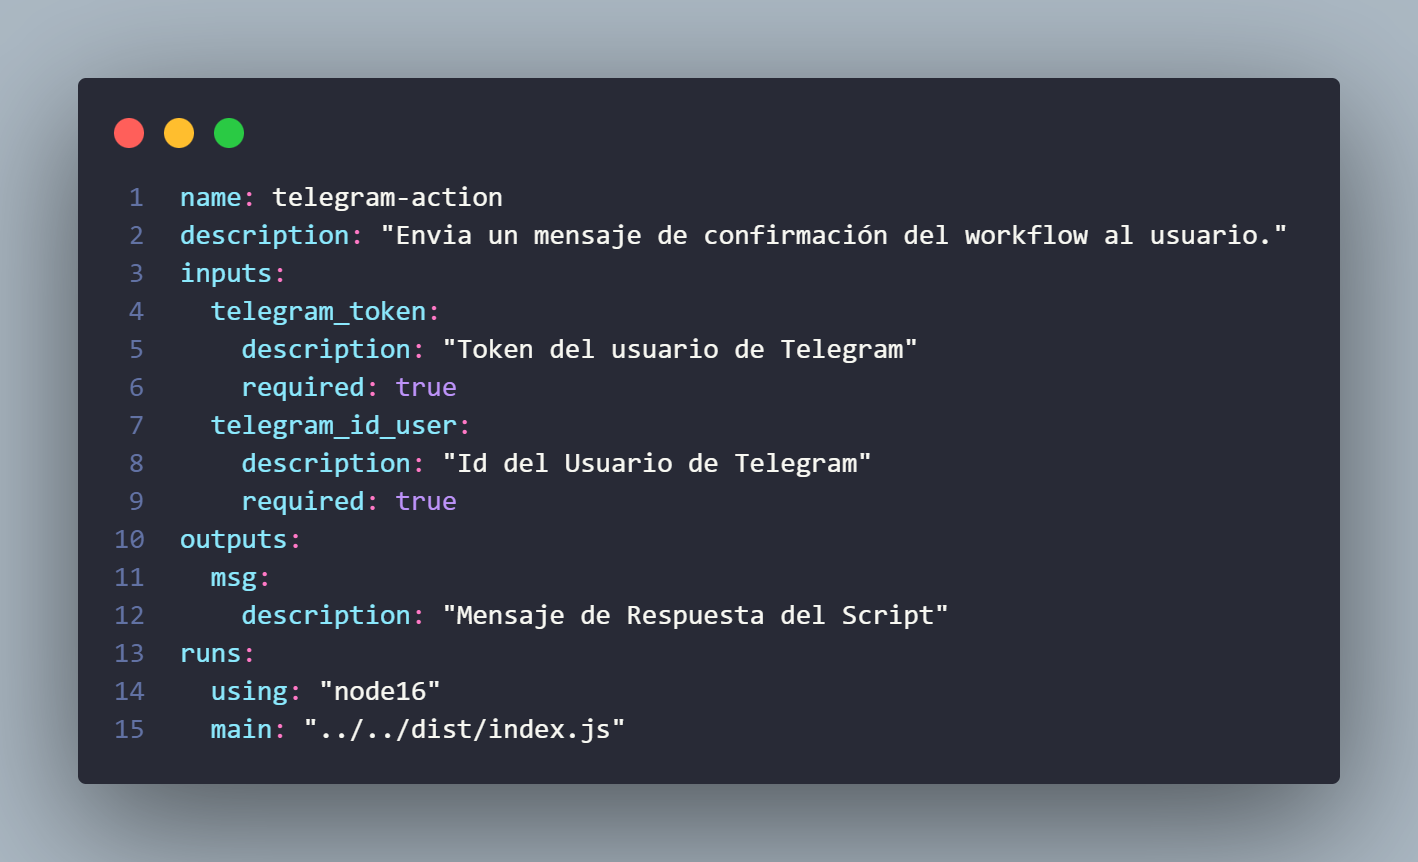 1 name: telegram-action
2 description: "Envia un mensaje de confirmación del workflow al usuario."
3 inputs:
4   telegram_token:
5     description: "Token del usuario de Telegram"
6     required: true
7   telegram_id_user:
8     description: "Id del Usuario de Telegram"
9     required: true
10 outputs:
11   msg:
12     description: "Mensaje de Respuesta del Script"
13 runs:
14   using: "node16"
15   main: "../../dist/index.js"